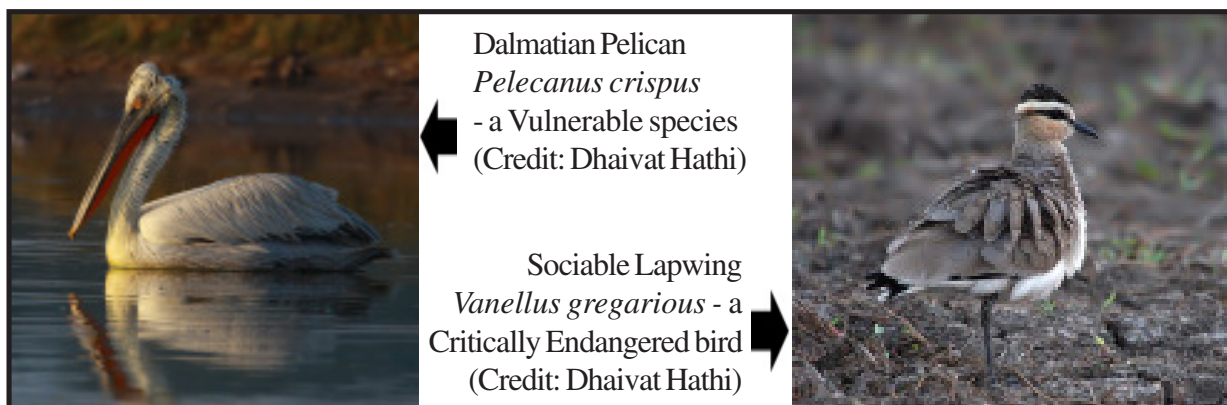 Dalmatian Pelican
Pelecanus crispus
- a Vulnerable species
(Credit: Dhaivat Hathi)
Sociable Lapwing
Vanellus gregarious - a
Critically Endangered bird
(Credit: Dhaivat Hathi)